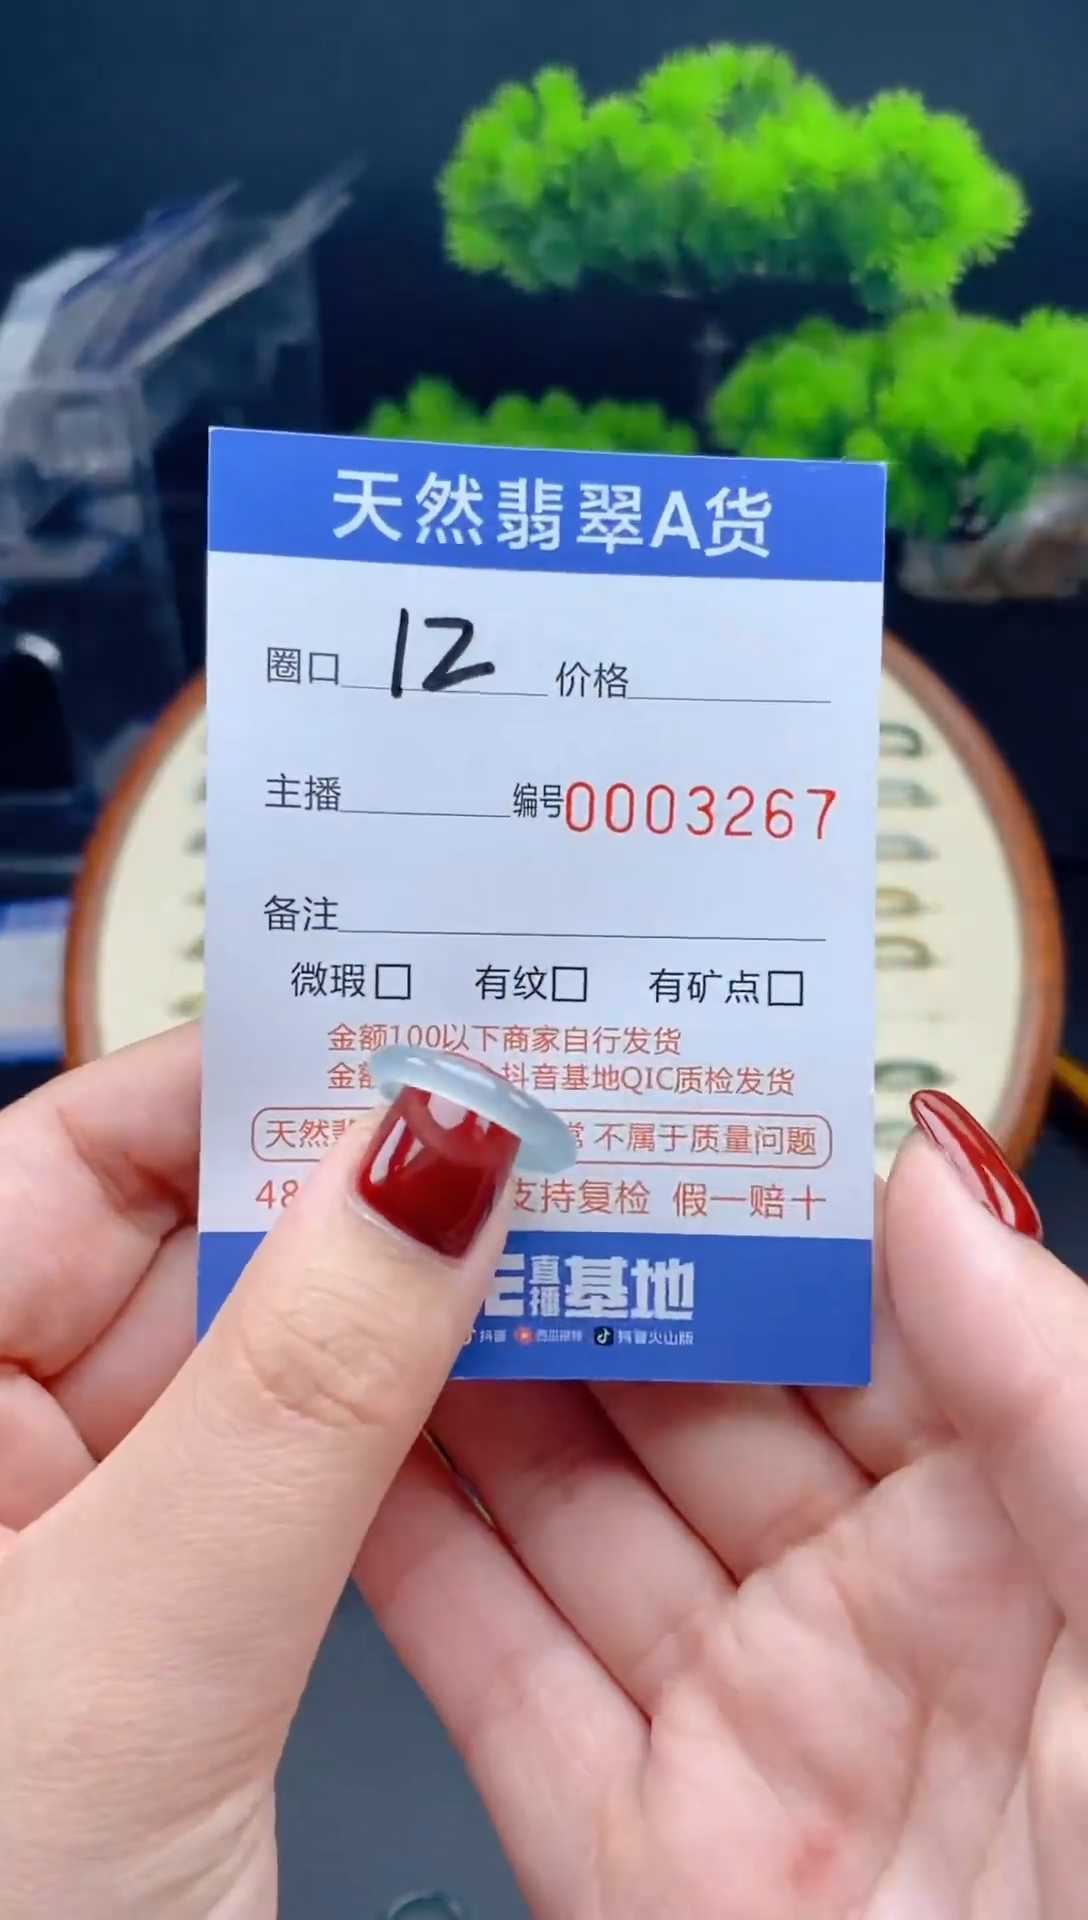 天然翡翠A货
圈口 12 价格
主播 编号0003267
备注
微瑕□ 有纹□ 有矿点□
金额100以下商家自行发货
金额 抖音基地QIC质检发货
天然 不属于质量问题
48 支持复检 假一赔十
直播基地
抖音 西瓜视频 抖音火山版